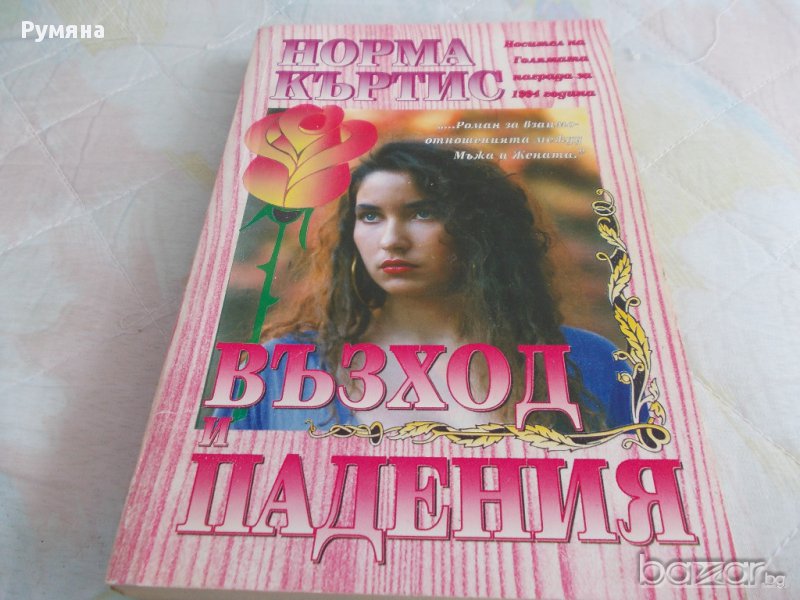 Румяна
НОРМА
КЪРТИС
Носител на
Голямата
награда за
1994 година
„....Роман за взаимо-
отношенията между
Мъжа и Жената."
ВЪЗХОД
и
ПАДЕНИЯ
bazar.bg